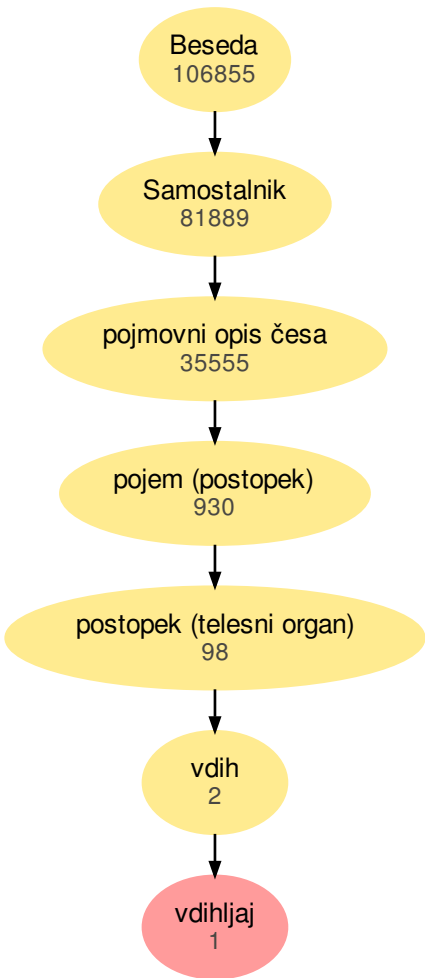 Beseda
106855
Samostalnik
81889
pojmovni opis česa
35555
pojem (postopek)
930
postopek (telesni organ)
98
vdih
2
vdihljaj
1